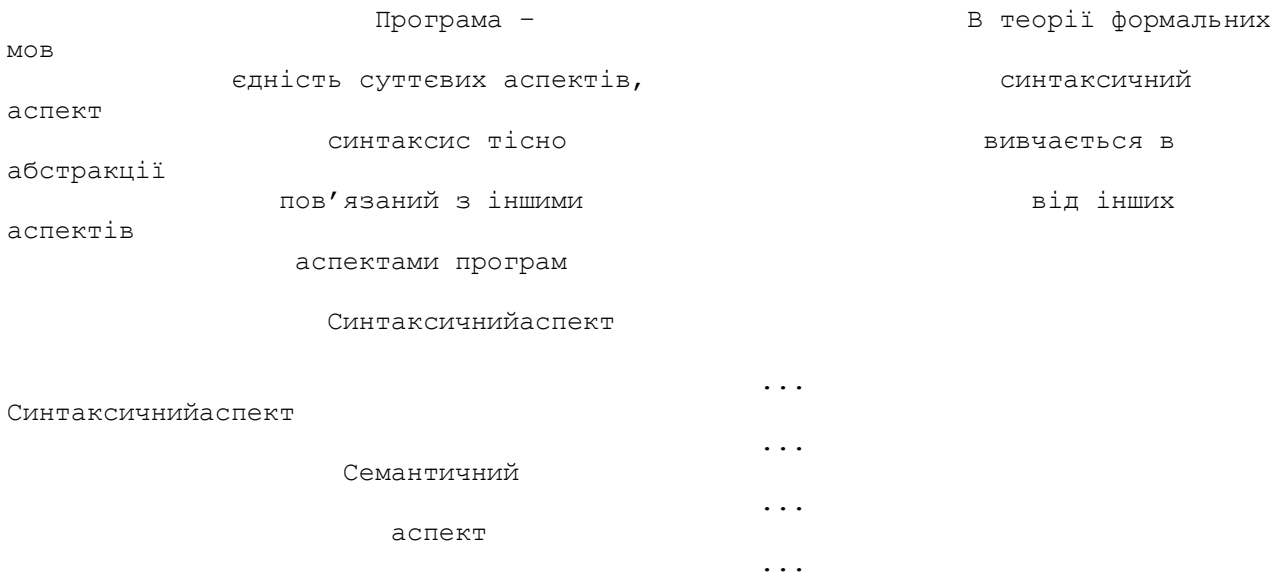 Програма – В теорії формальних
мов
єдність суттєвих аспектів, синтаксичний
аспект
синтаксис тісно вивчається в
абстракції
пов’язаний з іншими від інших
аспектів
аспектами програм
Синтаксичнийаспект
...
Синтаксичнийаспект
...
Семантичний
...
аспект
...